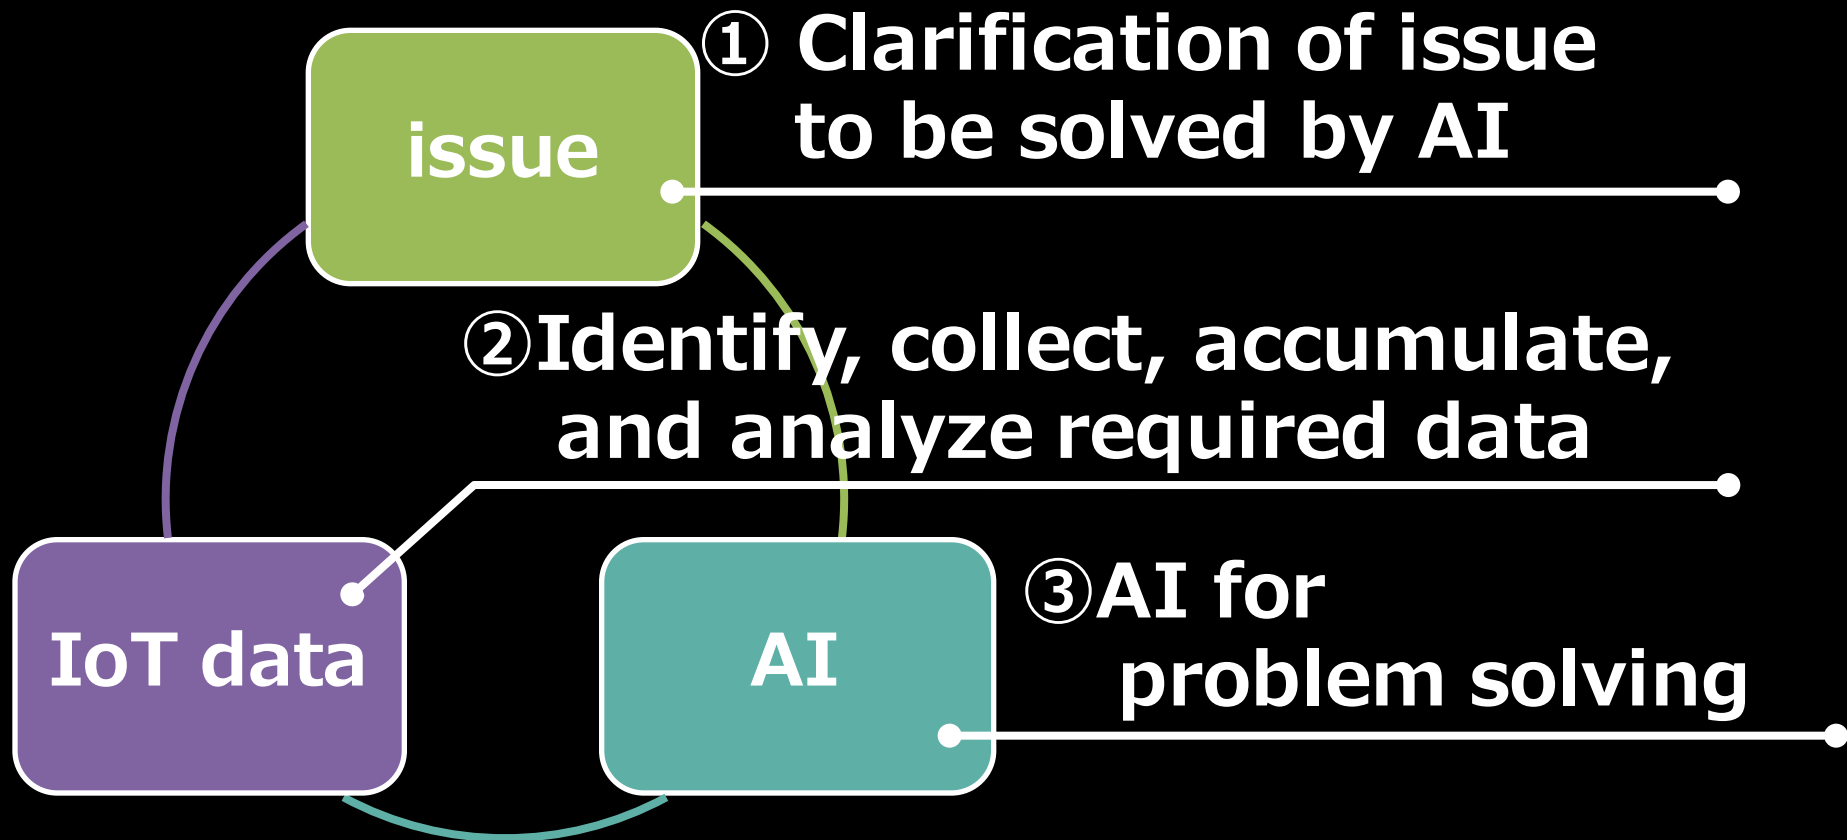 issue
① Clarification of issue
to be solved by AI
②Identify, collect, accumulate,
and analyze required data
IoT data
AI
③AI for
problem solving